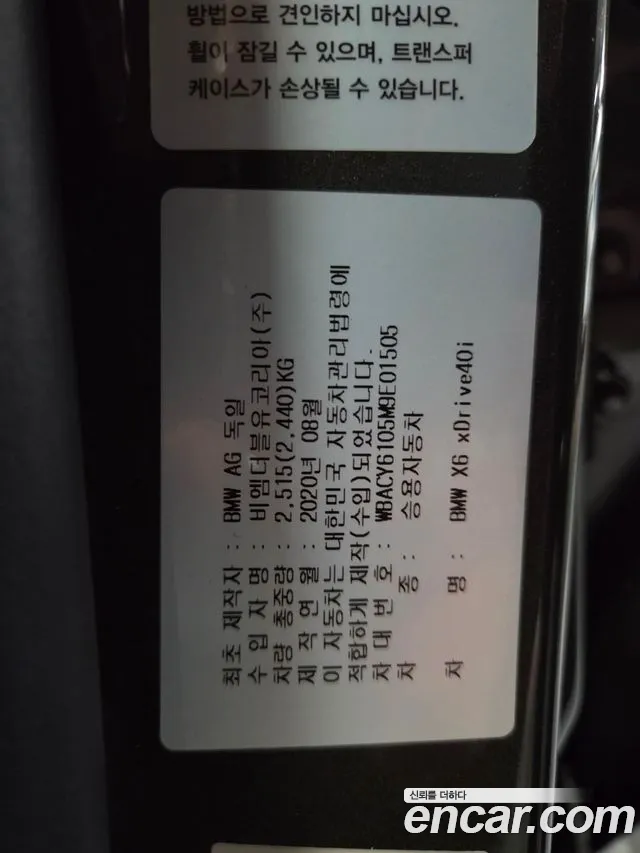 방법으로 견인하지 마십시오.
휠이 잠길 수 있으며, 트랜스퍼
케이스가 손상될 수 있습니다.
최초 제작자 : BMW AG 독일
수 입 자 명 : 비엠더블유코리아(주)
차량 총중량 : 2,515(2,440)KG
제 작 연 월 : 2020년 08월
이 자동차는 대한민국 자동차관리법령에
적합하게 제작(수입)되었습니다.
차 대 번 호 : WBACY6105M9E01505
차 종 : 승용자동차
차 명 : BMW X6 xDrive40i
신뢰를 더하다
encar.com